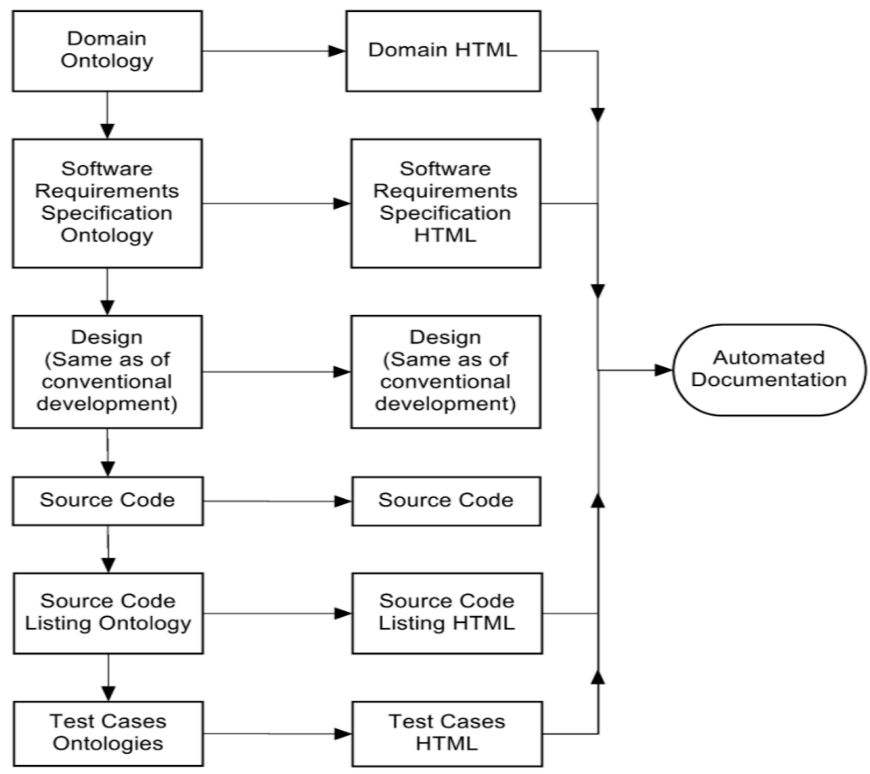 Domain
Ontology
Domain HTML
Software
Requirements
Specification
Ontology
Software
Requirements
Specification
HTML
Design
(Same as of
conventional
development)
Design
(Same as of
conventional
development)
Automated
Documentation
Source Code
Source Code
Source Code
Listing Ontology
Source Code
Listing HTML
Test Cases
Ontologies
Test Cases
HTML